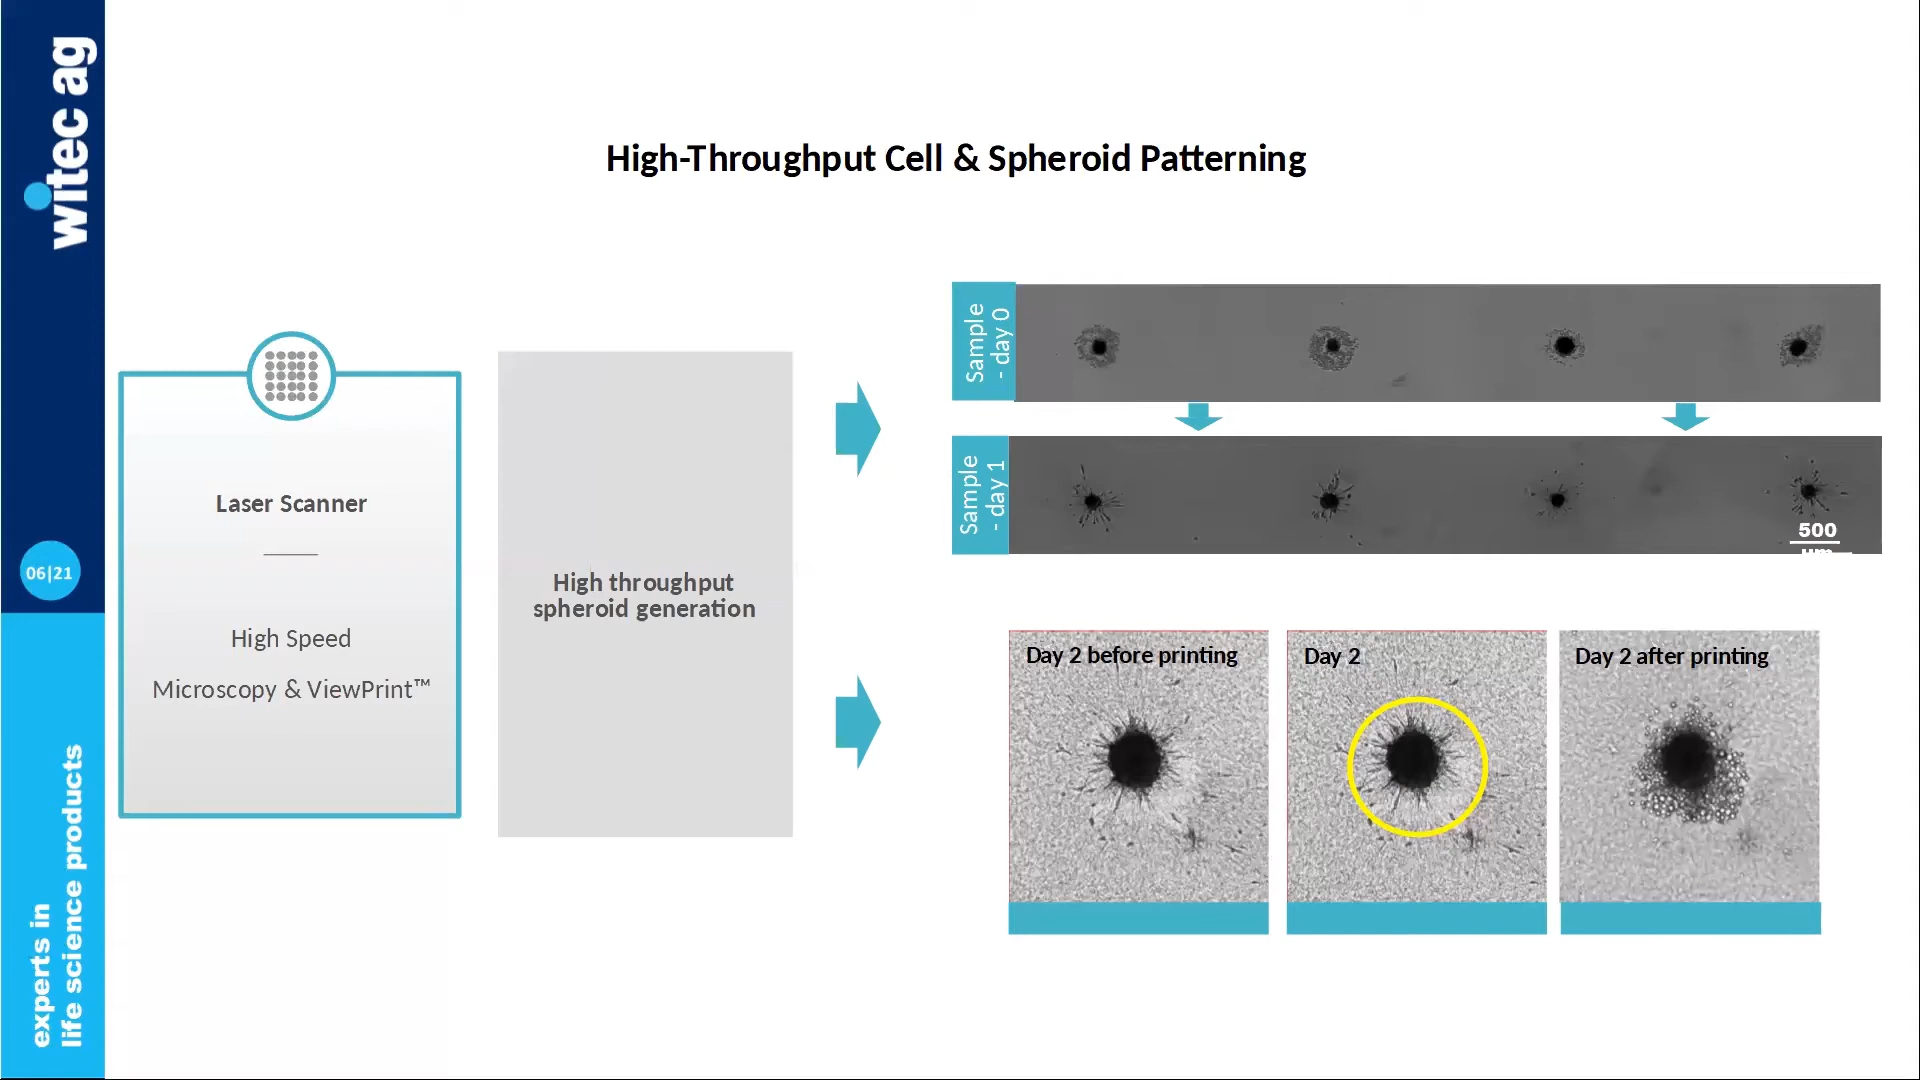 witec ag
06|21
experts in
life science products
High-Throughput Cell & Spheroid Patterning
Laser Scanner
High Speed
Microscopy & ViewPrint™
High throughput
spheroid generation
Sample
- day 0
Sample
- day 1
500
µm
Day 2 before printing
Day 2
Day 2 after printing